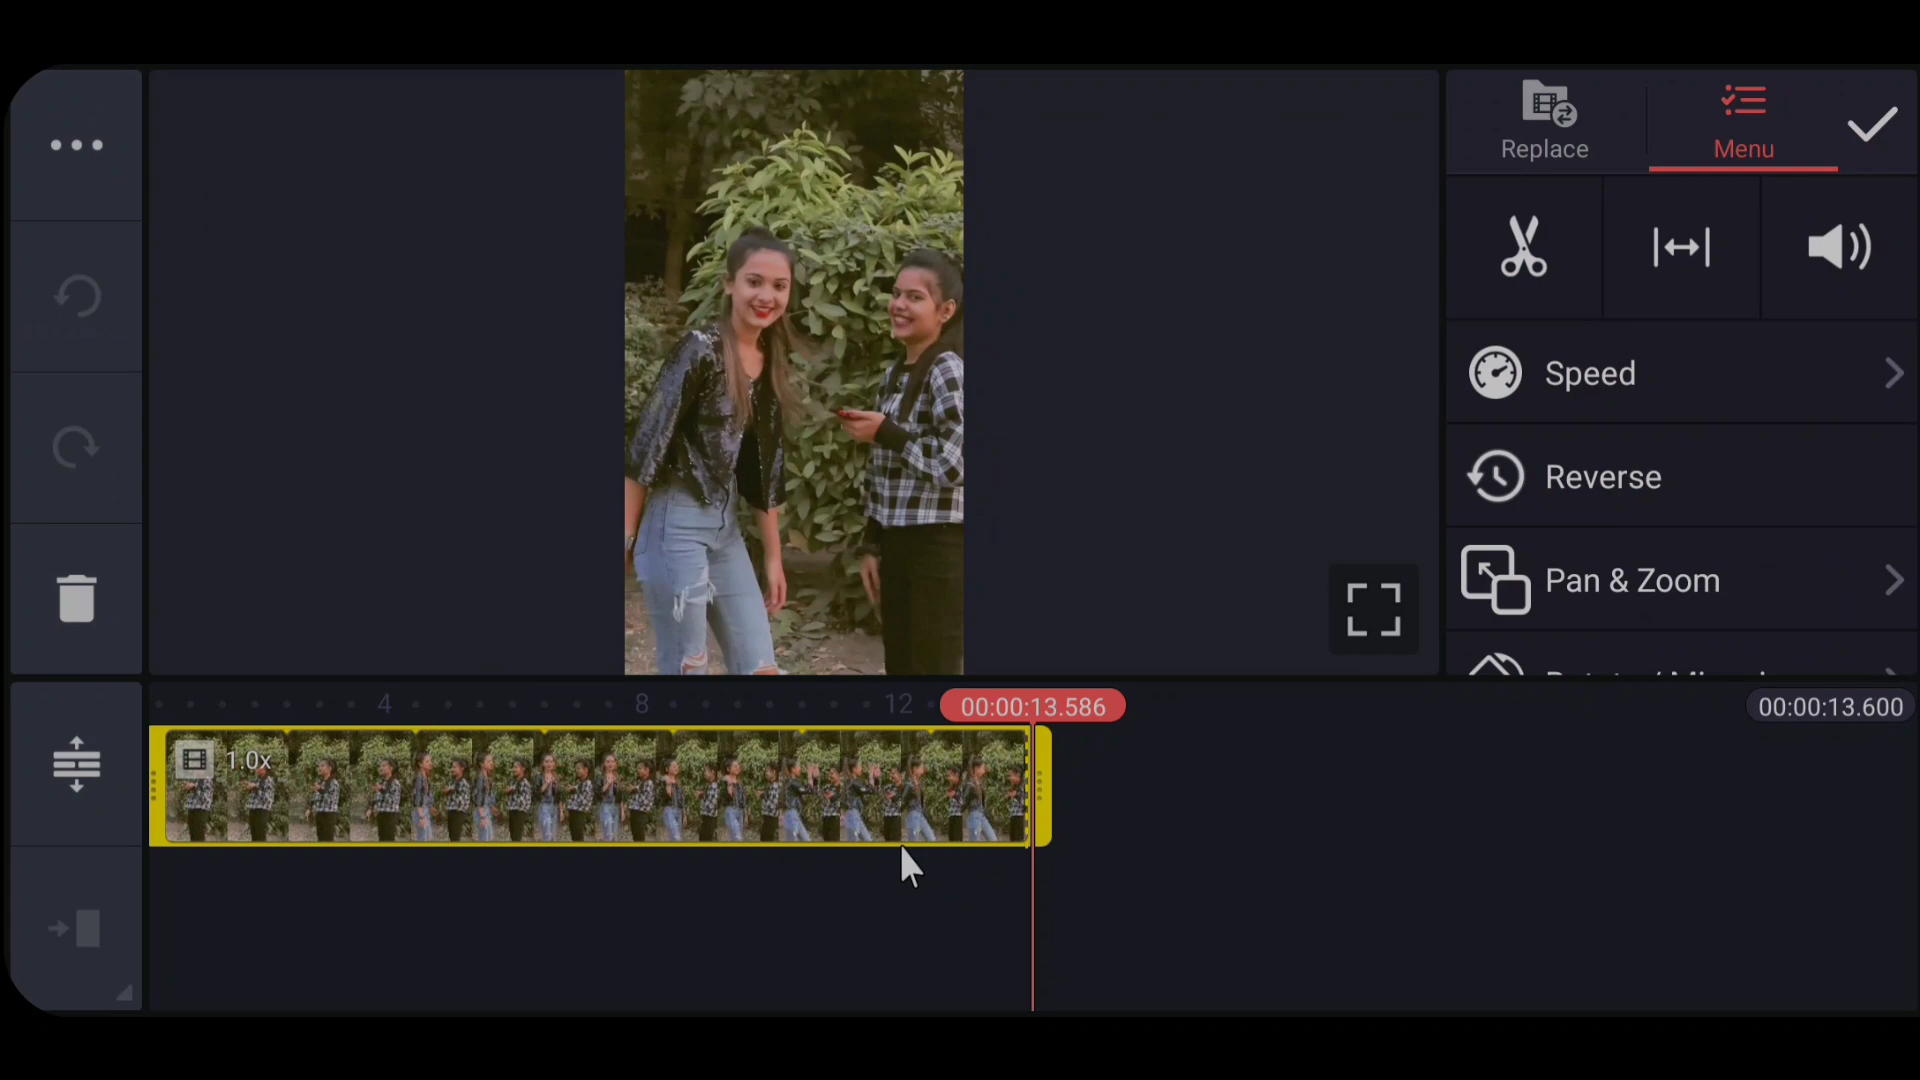 Replace
Menu
Speed
Reverse
Pan & Zoom
4
8
12
00:00:13.586
00:00:13.600
1.0x